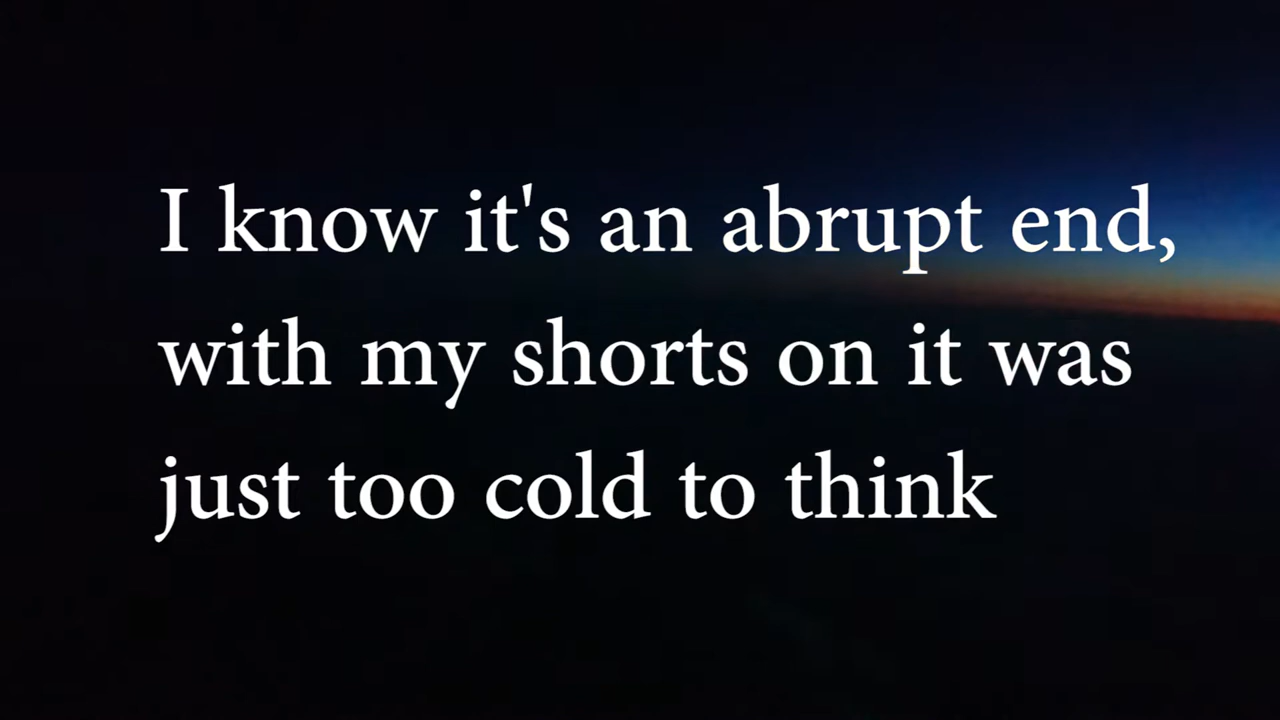 I know it's an abrupt end,
with my shorts on it was
just too cold to think